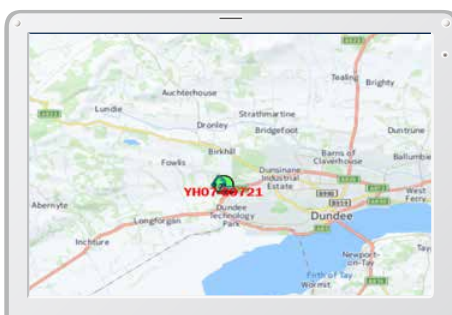 Tealing
Brighty
Auchterhouse
Lundie
Strathmartine
Dronley
Bridgefoot
Duntrune
Birkhill
Barns of
Claverhouse
Fowlis
Ballumbie
Dunsinane
Industrial
Estate
West
Ferry
Abernyte
Dundee
Technology
Park
Longforgan
Dundee
Inchture
Newport-
on-Tay
Tay
Firth of Tay
Wormit